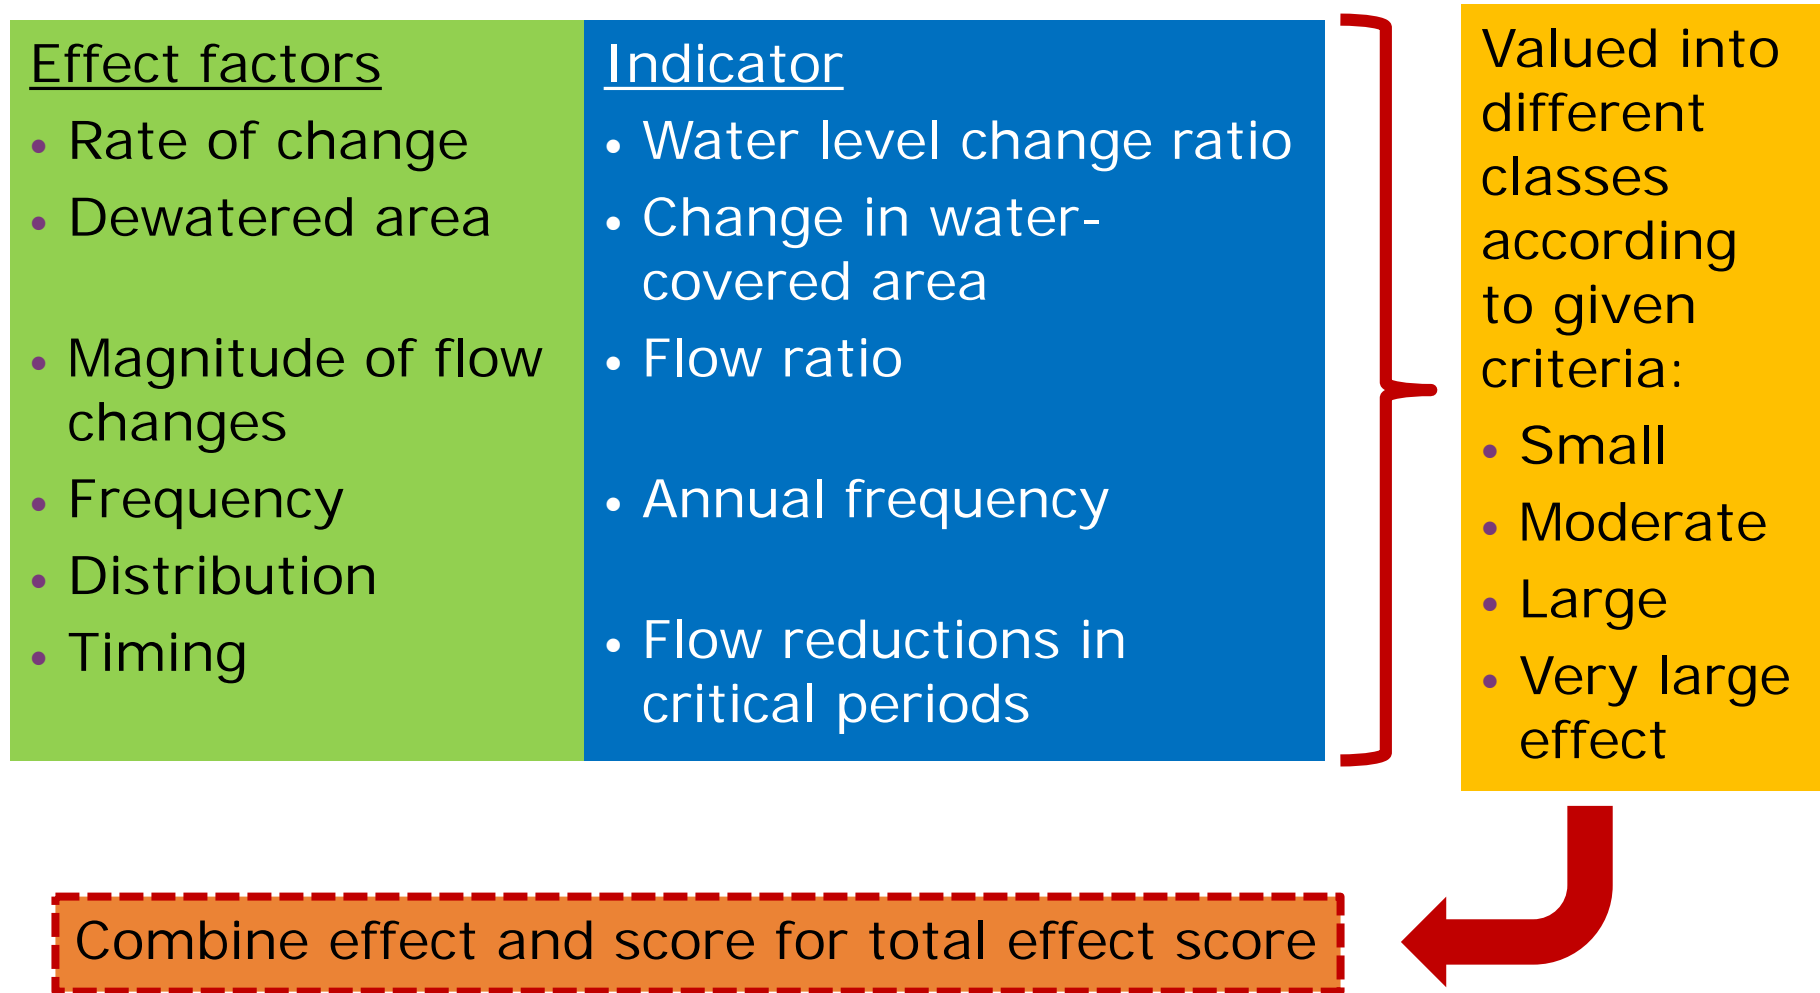 Effect factors
• Rate of change
• Dewatered area
• Magnitude of flow
changes
• Frequency
• Distribution
• Timing
Indicator
• Water level change ratio
• Change in water-
covered area
• Flow ratio
• Annual frequency
• Flow reductions in
critical periods
Valued into
different
classes
according
to given
criteria:
• Small
• Moderate
• Large
• Very large
effect
Combine effect and score for total effect score